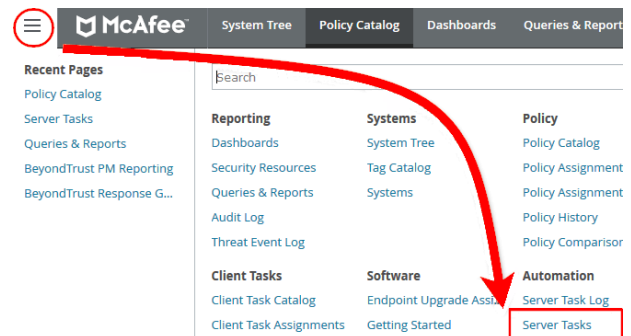 McAfee System Tree Policy Catalog Dashboards Queries & Report
Recent Pages
Policy Catalog
Server Tasks
Queries & Reports
BeyondTrust PM Reporting
BeyondTrust Response G...
Search
Reporting Systems Policy
Dashboards System Tree Policy Catalog
Security Resources Tag Catalog Policy Assignment
Queries & Reports Systems Policy Assignment
Audit Log Policy History
Threat Event Log Policy Comparison
Client Tasks Software Automation
Client Task Catalog Endpoint Upgrade Assi... Server Task Log
Client Task Assignments Getting Started Server Tasks